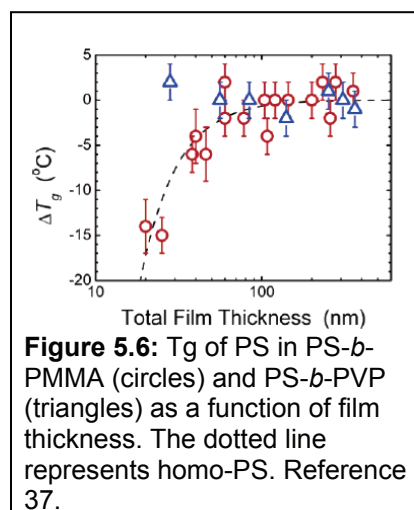 5
0
-5
-10
-15
-20
10
100
ΔTg (°C)
Total Film Thickness (nm)
Figure 5.6: Tg of PS in PS-b-
PMMA (circles) and PS-b-PVP
(triangles) as a function of film
thickness. The dotted line
represents homo-PS. Reference
37.